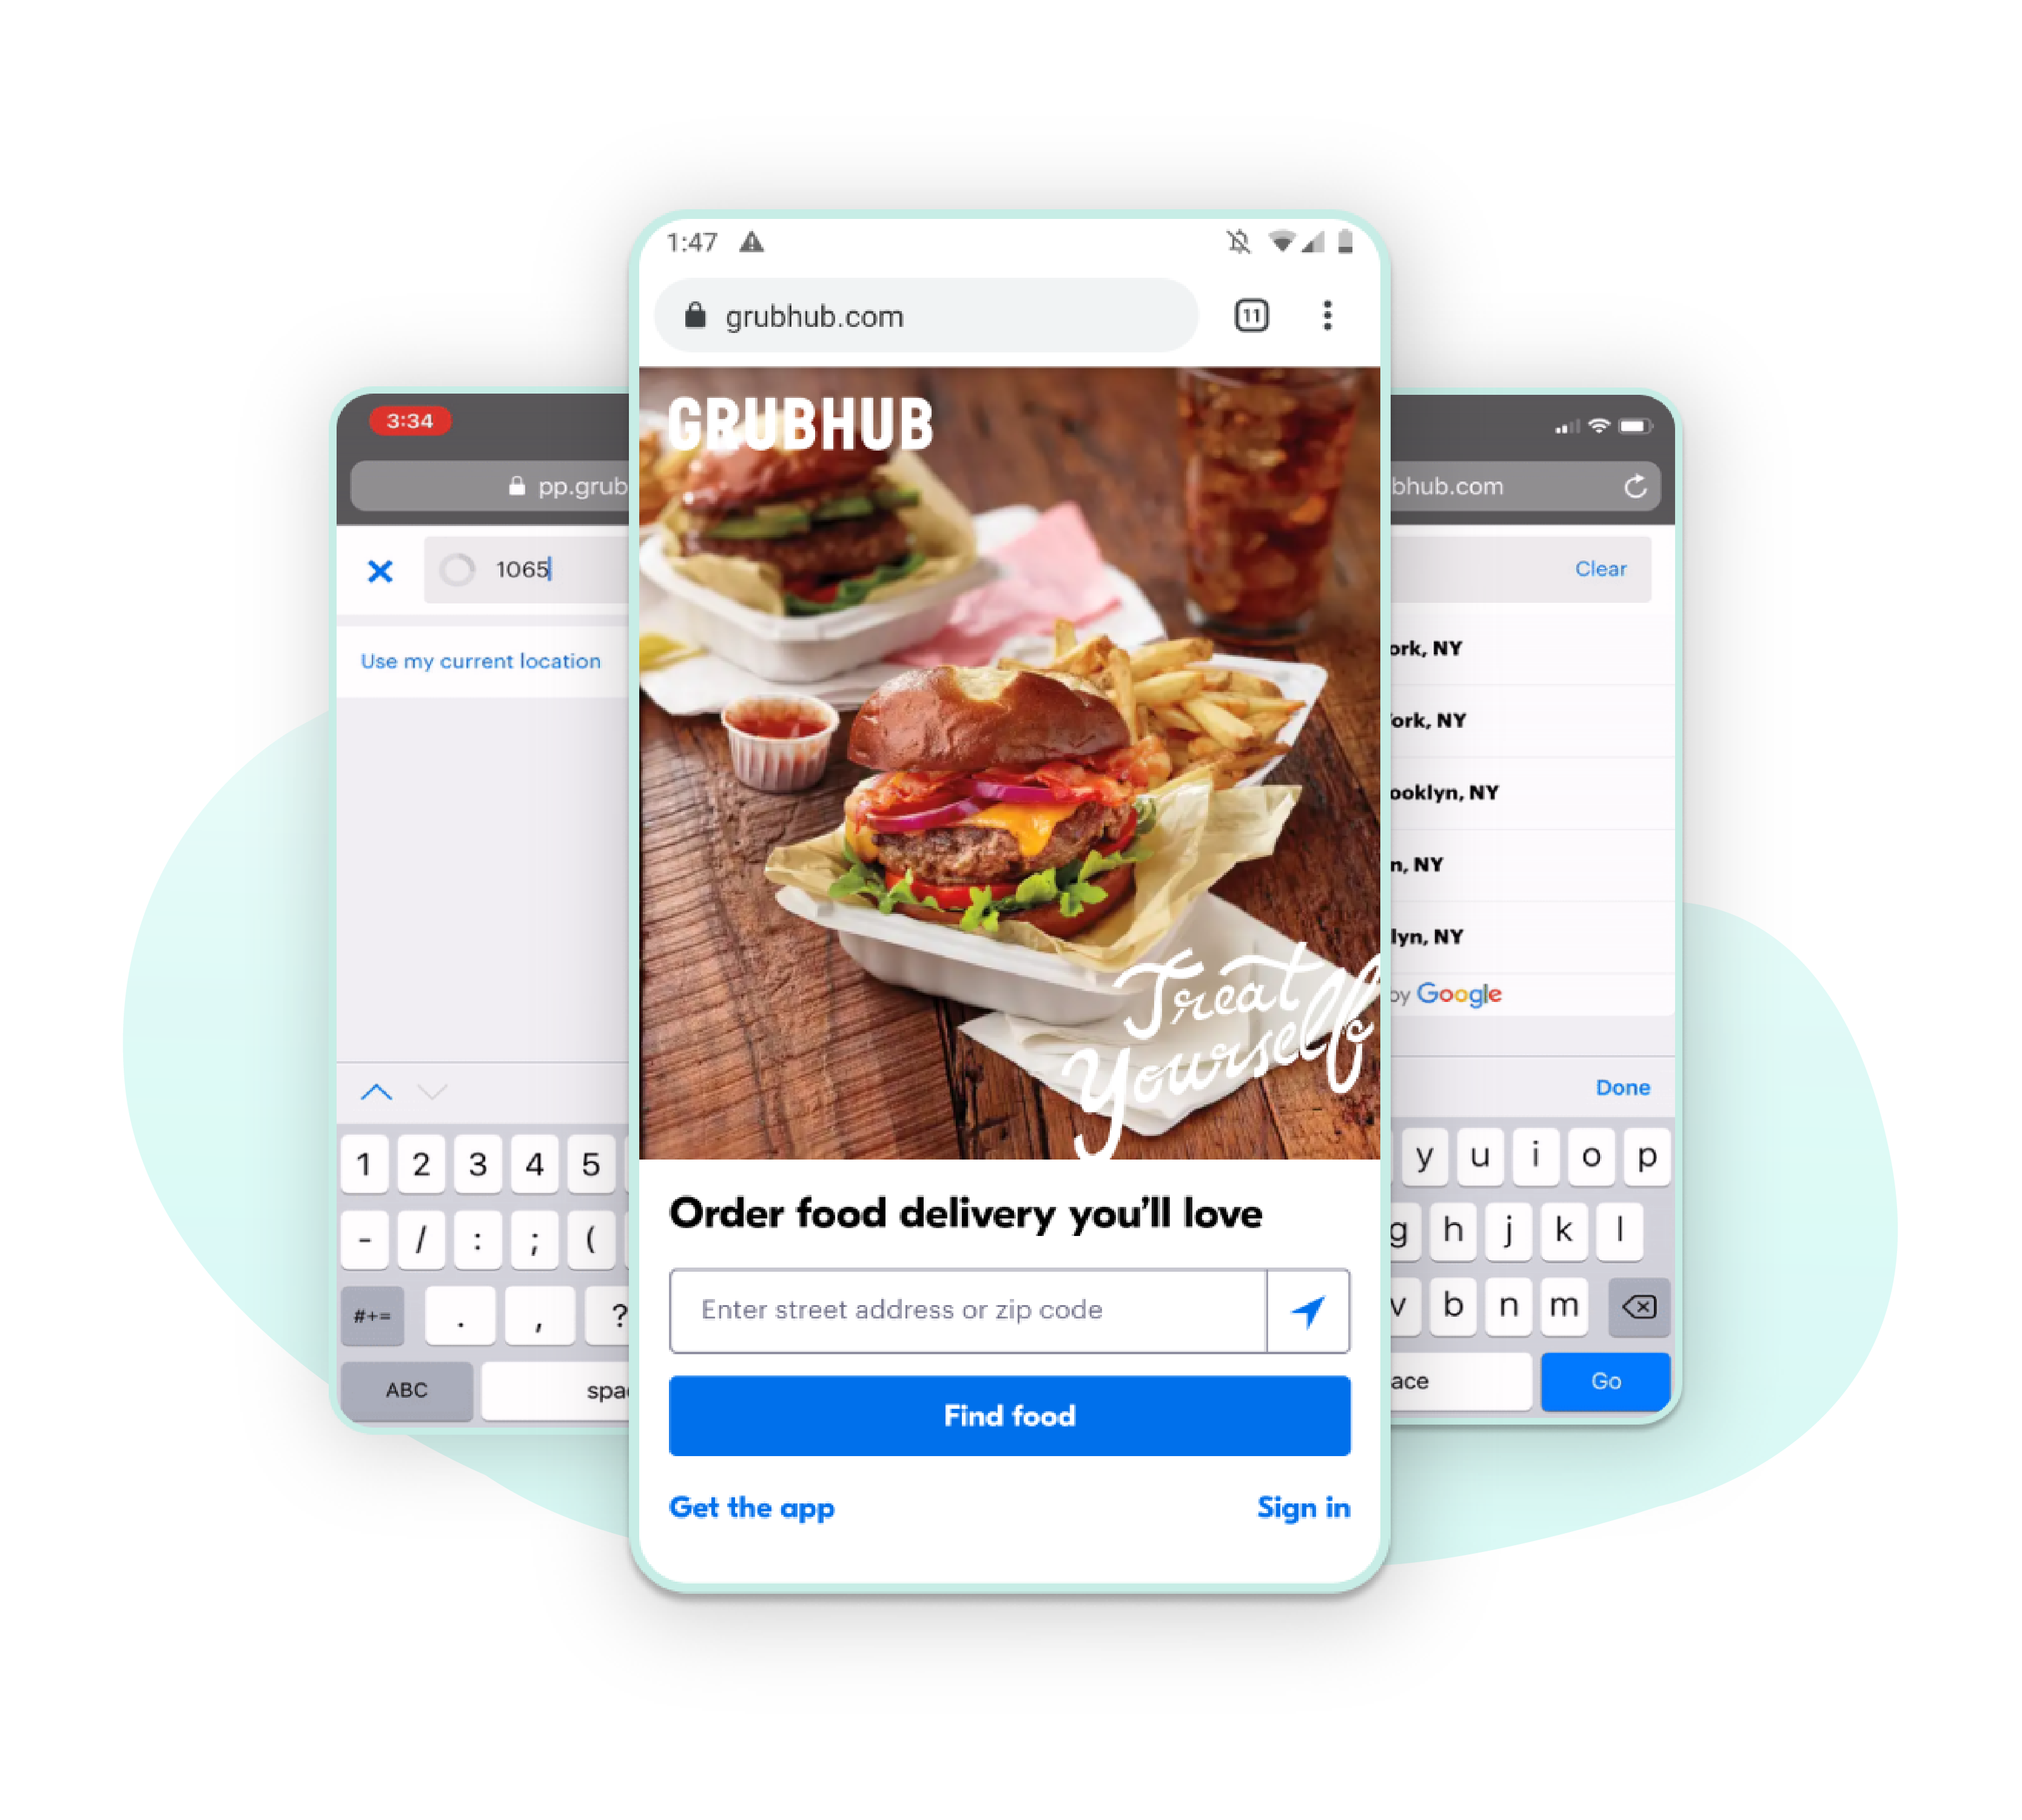 1:47
grubhub.com
11
GRUBHUB
Treat
Yourself
Order food delivery you'll love
Enter street address or zip code
Find food
Get the app
Sign in
3:34
pp.grub
1065
Use my current location
1 2 3 4 5
- / : ; (
#+= . , ?
ABC spa
bhub.com
Clear
ork, NY
ork, NY
ooklyn, NY
n, NY
lyn, NY
by Google
Done
y u i o p
g h j k l
v b n m
ace Go